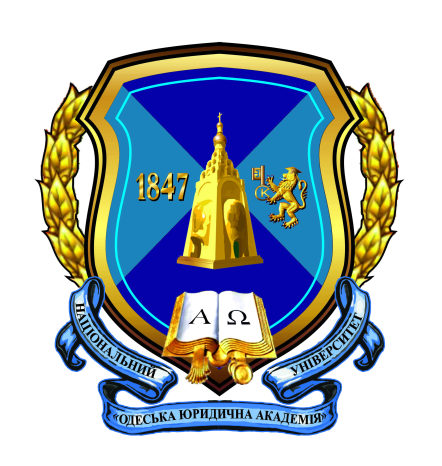 1847
Α Ω
НАЦІОНАЛЬНИЙ УНІВЕРСИТЕТ
«ОДЕСЬКА ЮРИДИЧНА АКАДЕМІЯ»